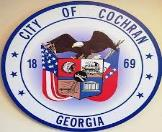 CITY OF COCHRAN
18 69
GEORGIA